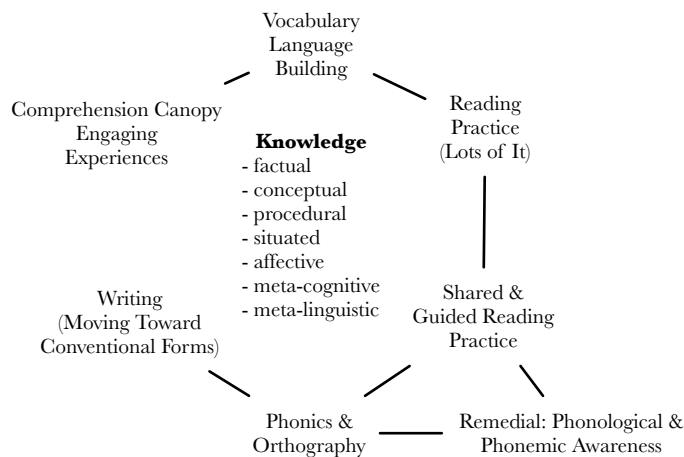 Vocabulary
Language
Building
Comprehension Canopy
Engaging
Experiences
Reading
Practice
(Lots of It)
Knowledge
- factual
- conceptual
- procedural
- situated
- affective
- meta-cognitive
- meta-linguistic
Writing
(Moving Toward
Conventional Forms)
Shared &
Guided Reading
Practice
Phonics &
Orthography
Remedial: Phonological &
Phonemic Awareness